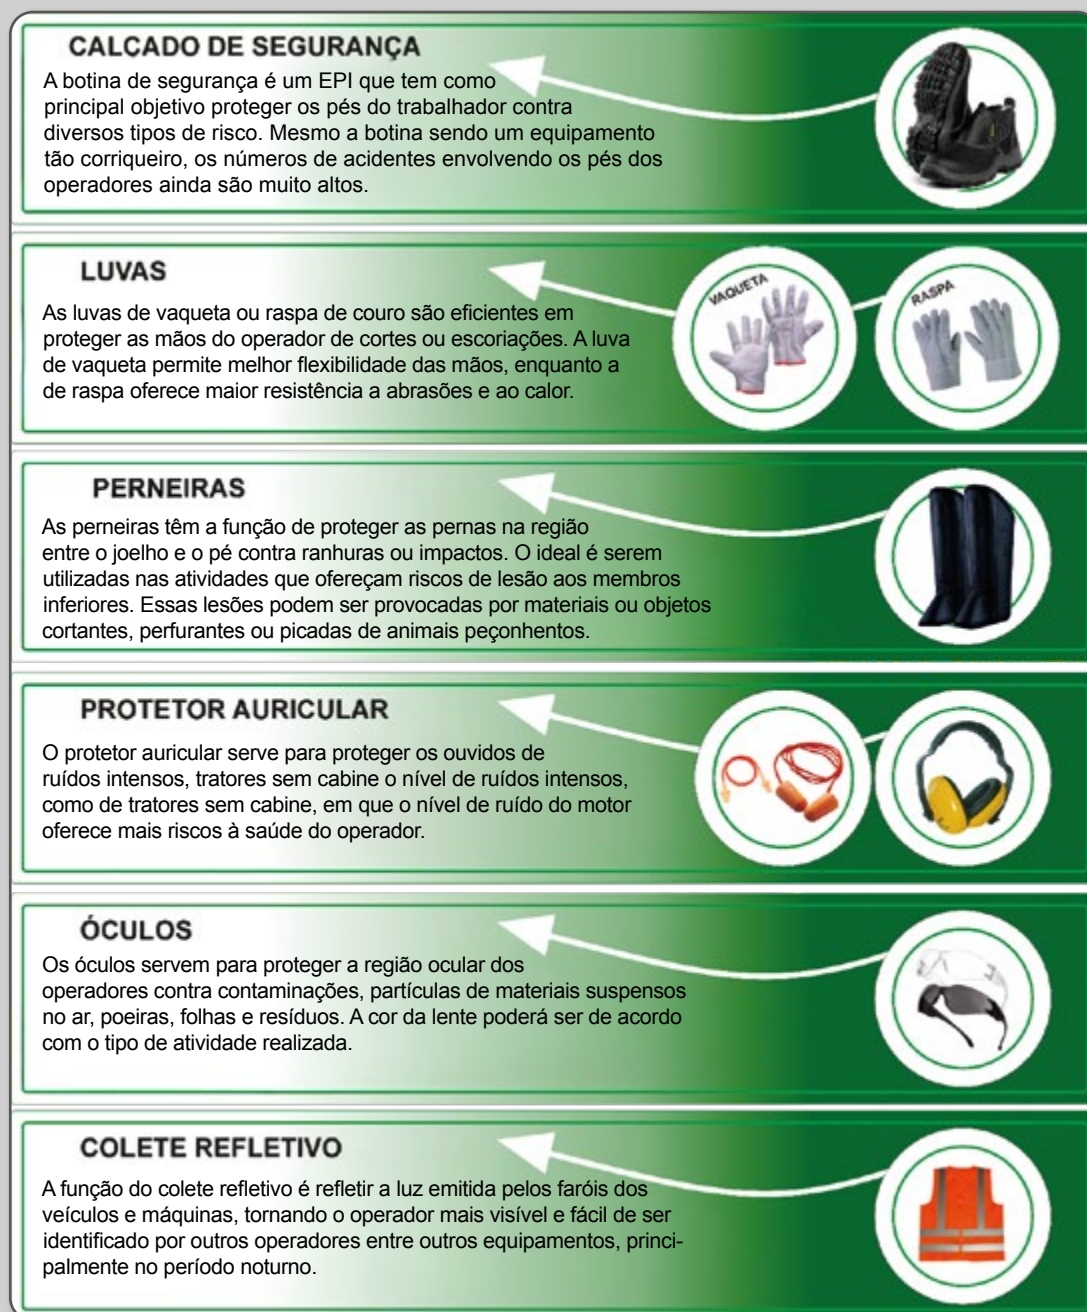 CALÇADO DE SEGURANÇA
A botina de segurança é um EPI que tem como
principal objetivo proteger os pés do trabalhador contra
diversos tipos de risco. Mesmo a botina sendo um equipamento
tão corriqueiro, os números de acidentes envolvendo os pés dos
operadores ainda são muito altos.
LUVAS
As luvas de vaqueta ou raspa de couro são eficientes em
proteger as mãos do operador de cortes ou escoriações. A luva
de vaqueta permite melhor flexibilidade das mãos, enquanto a
de raspa oferece maior resistência a abrasões e ao calor.
VAQUETA
RASPA
PERNEIRAS
As perneiras têm a função de proteger as pernas na região
entre o joelho e o pé contra ranhuras ou impactos. O ideal é serem
utilizadas nas atividades que ofereçam riscos de lesão aos membros
inferiores. Essas lesões podem ser provocadas por materiais ou objetos
cortantes, perfurantes ou picadas de animais peçonhentos.
PROTETOR AURICULAR
O protetor auricular serve para proteger os ouvidos de
ruídos intensos, tratores sem cabine o nível de ruídos intensos,
como de tratores sem cabine, em que o nível de ruído do motor
oferece mais riscos à saúde do operador.
ÓCULOS
Os óculos servem para proteger a região ocular dos
operadores contra contaminações, partículas de materiais suspensos
no ar, poeiras, folhas e resíduos. A cor da lente poderá ser de acordo
com o tipo de atividade realizada.
COLETE REFLETIVO
A função do colete refletivo é refletir a luz emitida pelos faróis dos
veículos e máquinas, tornando o operador mais visível e fácil de ser
identificado por outros operadores entre outros equipamentos, princi-
palmente no período noturno.